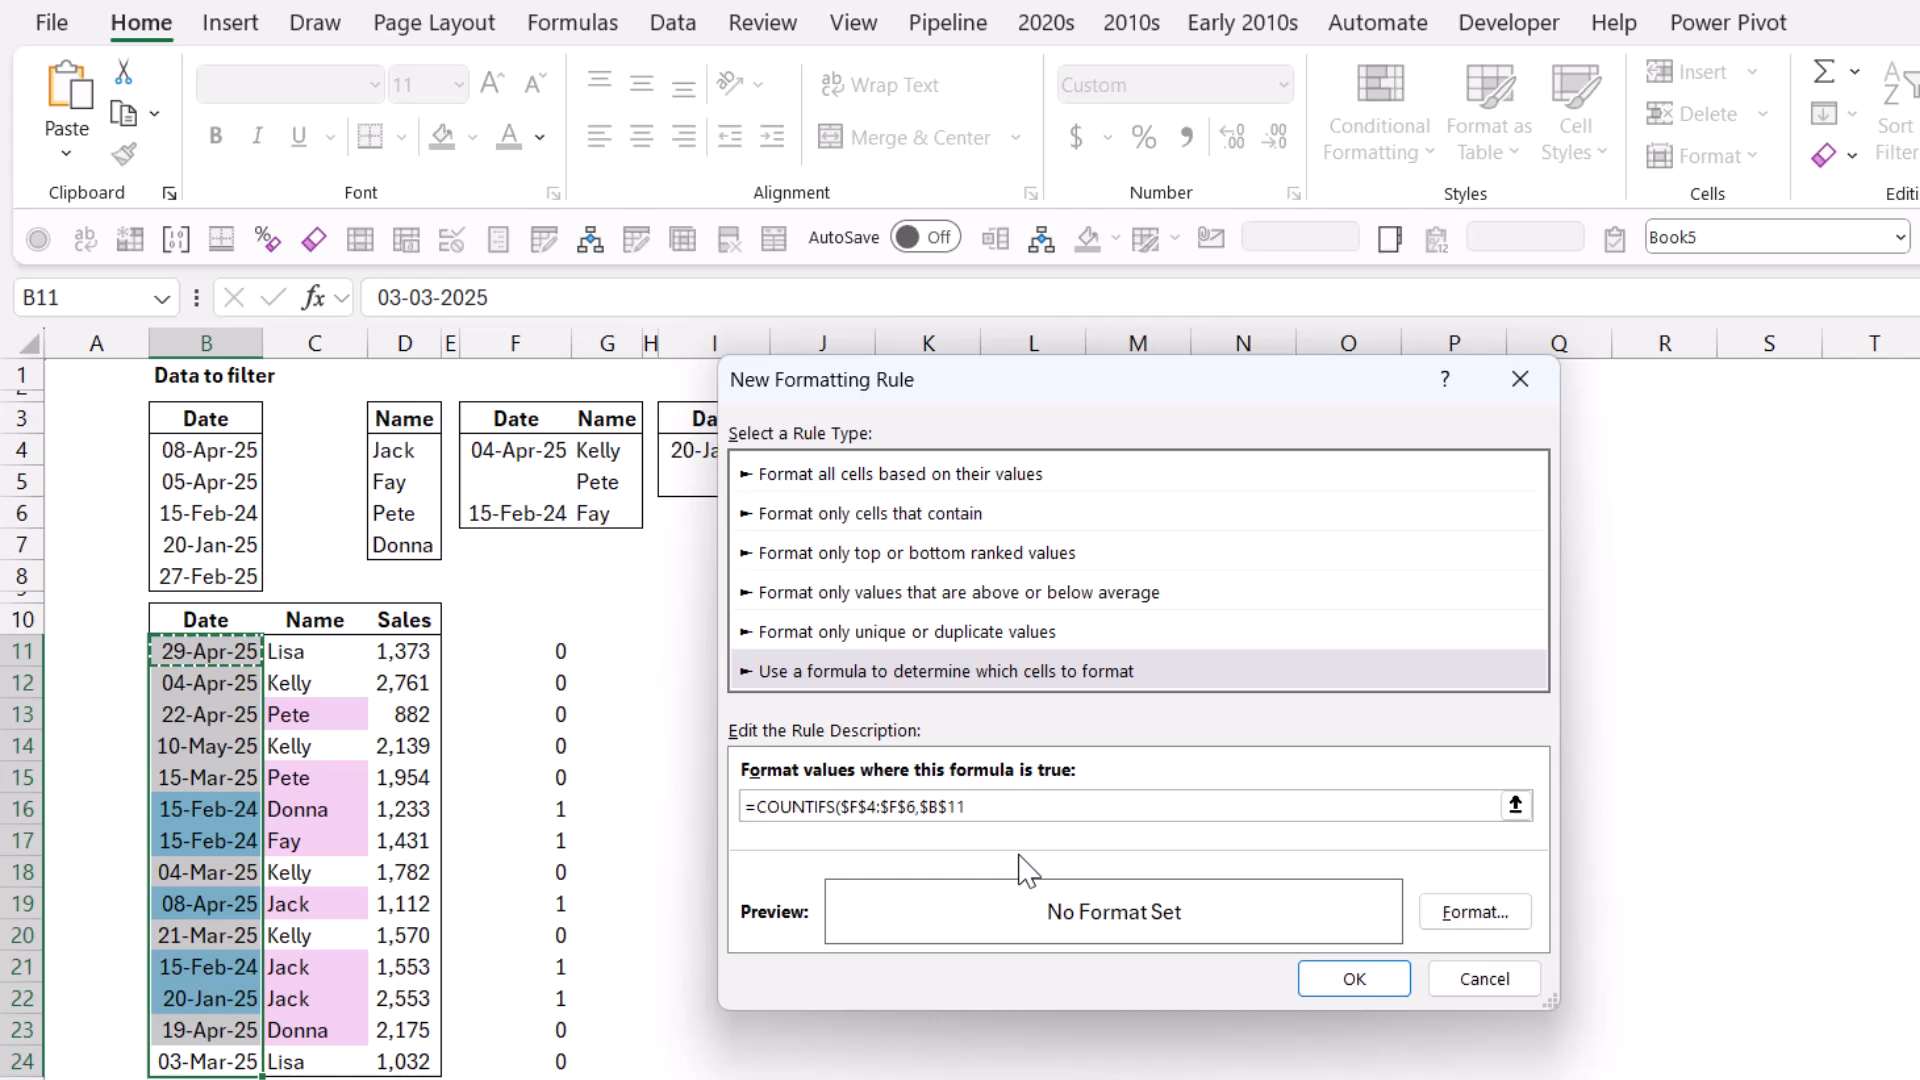 File Home Insert Draw Page Layout Formulas Data Review View Pipeline 2020s 2010s Early 2010s Automate Developer Help Power Pivot
Paste
Clipboard
11
B I U A
Font
ab Wrap Text
Merge & Center
Alignment
Custom
$ % 9 .00 .00
Number
Conditional Formatting
Format as Table
Cell Styles
Styles
Insert
Delete
Format
Cells
Sort
Filter
Editi
AutoSave Off
Book5
B11 fx 03-03-2025
A B C D E F G H I J K L M N O P Q R S T
1 Data to filter
2
3 Date Name Date Name Da
4 08-Apr-25 Jack 04-Apr-25 Kelly 20-Ja
5 05-Apr-25 Fay Pete
6 15-Feb-24 Pete 15-Feb-24 Fay
7 20-Jan-25 Donna
8 27-Feb-25
10 Date Name Sales
11 29-Apr-25 Lisa 1,373 0
12 04-Apr-25 Kelly 2,761 0
13 22-Apr-25 Pete 882 0
14 10-May-25 Kelly 2,139 0
15 15-Mar-25 Pete 1,954 0
16 15-Feb-24 Donna 1,233 1
17 15-Feb-24 Fay 1,431 1
18 04-Mar-25 Kelly 1,782 0
19 08-Apr-25 Jack 1,112 1
20 21-Mar-25 Kelly 1,570 0
21 15-Feb-24 Jack 1,553 1
22 20-Jan-25 Jack 2,553 1
23 19-Apr-25 Donna 2,175 0
24 03-Mar-25 Lisa 1,032 0
New Formatting Rule ?
Select a Rule Type:
► Format all cells based on their values
► Format only cells that contain
► Format only top or bottom ranked values
► Format only values that are above or below average
► Format only unique or duplicate values
► Use a formula to determine which cells to format
Edit the Rule Description:
Format values where this formula is true:
=COUNTIFS($F$4:$F$6,$B$11
Preview: No Format Set Format...
OK Cancel